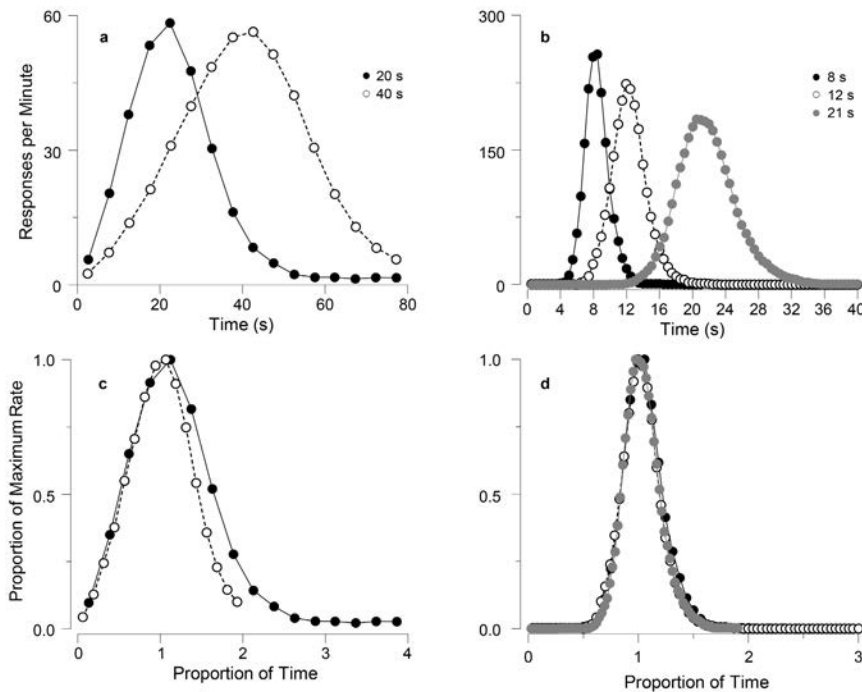 a
60
30
0
Responses per Minute
20 s
40 s
0 20 40 60 80
Time (s)
b
300
150
0
8 s
12 s
21 s
0 4 8 12 16 20 24 28 32 36 40
Time (s)
c
1.0
0.5
0.0
Proportion of Maximum Rate
0 1 2 3 4
Proportion of Time
d
1.0
0.5
0.0
0 1 2 3
Proportion of Time